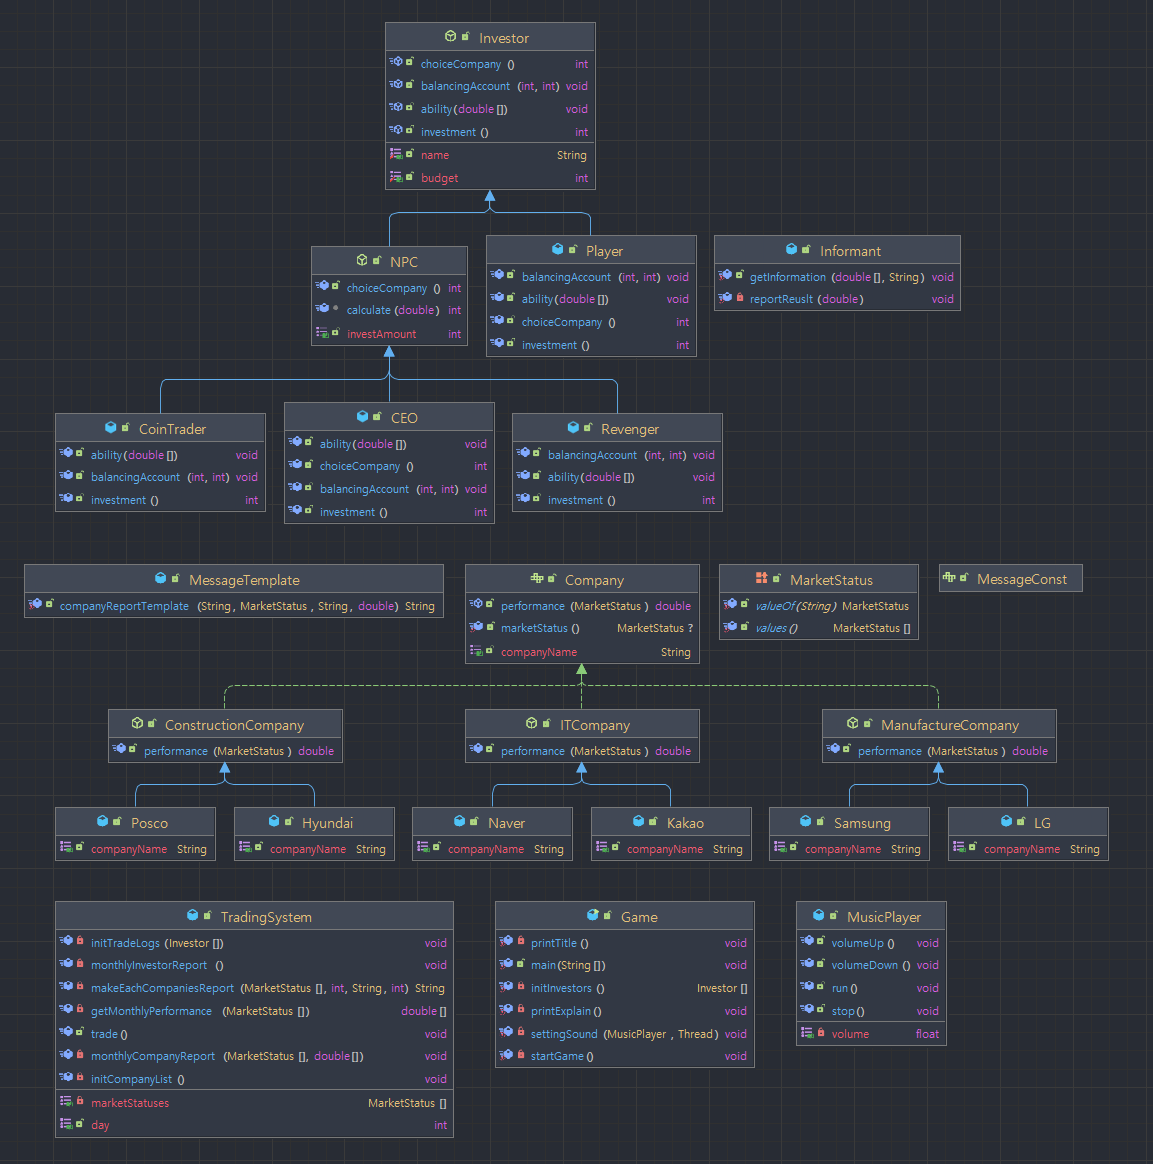 Investor
choiceCompany () int
balancingAccount (int, int) void
ability(double []) void
investment () int
name String
budget int
NPC
choiceCompany () int
calculate (double) int
investAmount int
Player
balancingAccount (int, int) void
ability(double []) void
choiceCompany () int
investment () int
Informant
getInformation (double [], String) void
reportReuslt (double) void
CoinTrader
ability(double []) void
balancingAccount (int, int) void
investment () int
CEO
ability(double []) void
choiceCompany () int
balancingAccount (int, int) void
investment () int
Revenger
balancingAccount (int, int) void
ability(double []) void
investment () int
MessageTemplate
companyReportTemplate (String, MarketStatus , String, double) String
Company
performance (MarketStatus ) double
marketStatus () MarketStatus ?
companyName String
MarketStatus
valueOf(String) MarketStatus
values () MarketStatus []
MessageConst
ConstructionCompany
performance (MarketStatus ) double
ITCompany
performance (MarketStatus ) double
ManufactureCompany
performance (MarketStatus ) double
Posco
companyName String
Hyundai
companyName String
Naver
companyName String
Kakao
companyName String
Samsung
companyName String
LG
companyName String
TradingSystem
initTradeLogs (Investor []) void
monthlyInvestorReport () void
makeEachCompaniesReport (MarketStatus [], int, String, int) String
getMonthlyPerformance (MarketStatus []) double []
trade () void
monthlyCompanyReport (MarketStatus [], double[]) void
initCompanyList () void
marketStatuses MarketStatus []
day int
Game
printTitle () void
main(String []) void
initInvestors () Investor []
printExplain () void
settingSound (MusicPlayer , Thread) void
startGame () void
MusicPlayer
volumeUp () void
volumeDown () void
run () void
stop () void
volume float